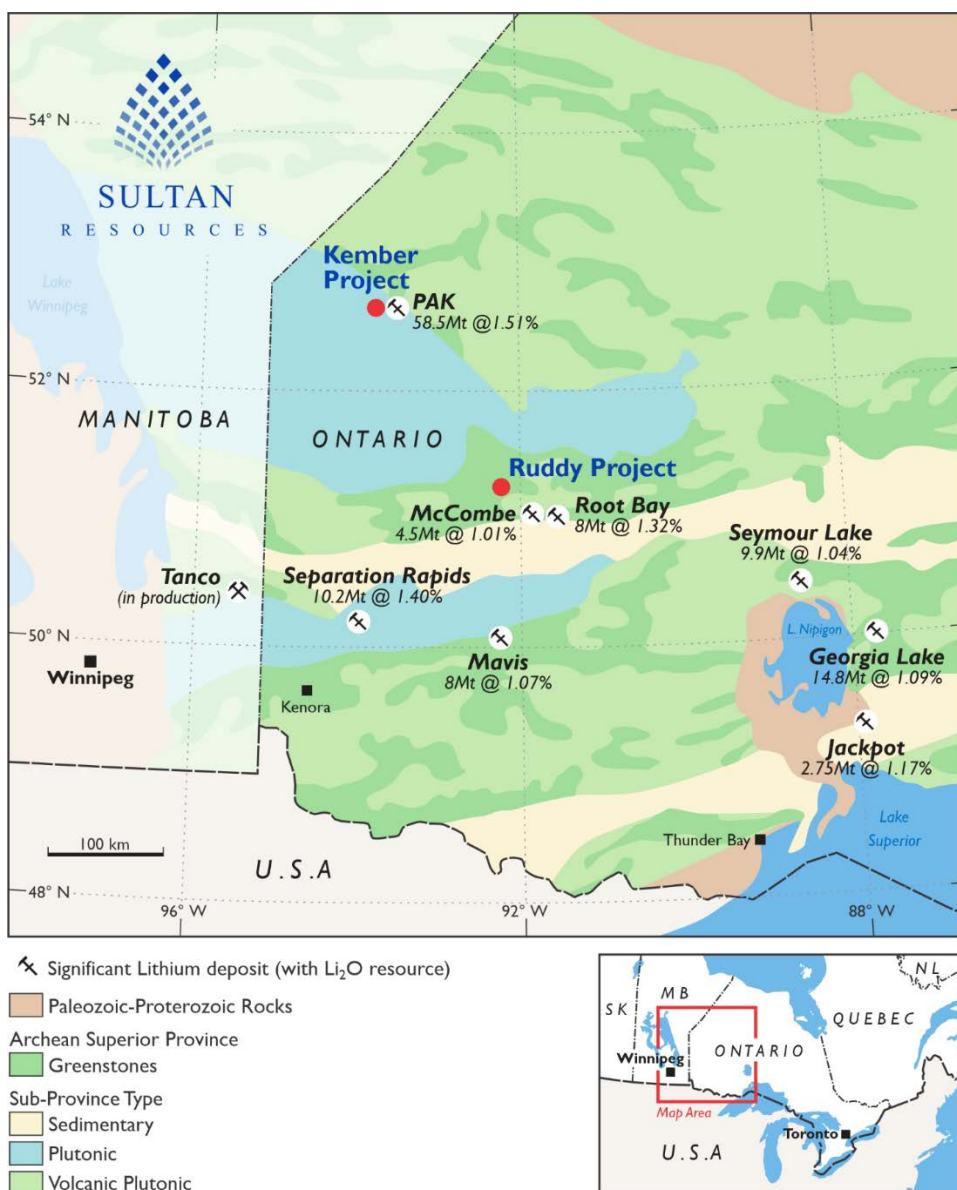 54° N
SULTAN
RESOURCES
Kember
Project
Lake
Winnipeg
PAK
58.5Mt @1.51%
52° N
MANITOBA
ONTARIO
Ruddy Project
McCombe
4.5Mt @ 1.01%
Root Bay
8Mt @ 1.32%
Seymour Lake
9.9Mt @ 1.04%
Tanco
(in production)
Separation Rapids
10.2Mt @ 1.40%
50° N
L. Nipigon
Winnipeg
Mavis
8Mt @ 1.07%
Georgia Lake
14.8Mt @ 1.09%
Kenora
Jackpot
2.75Mt @ 1.17%
100 km
Thunder Bay
Lake
Superior
U.S.A
48° N
96° W
92° W
88° W
Significant Lithium deposit (with Li₂O resource)
Paleozoic-Proterozoic Rocks
Archean Superior Province
Greenstones
Sub-Province Type
Sedimentary
Plutonic
Volcanic Plutonic
NL
MB
SK
QUEBEC
ONTARIO
Winnipeg
Map Area
Toronto
U.S.A